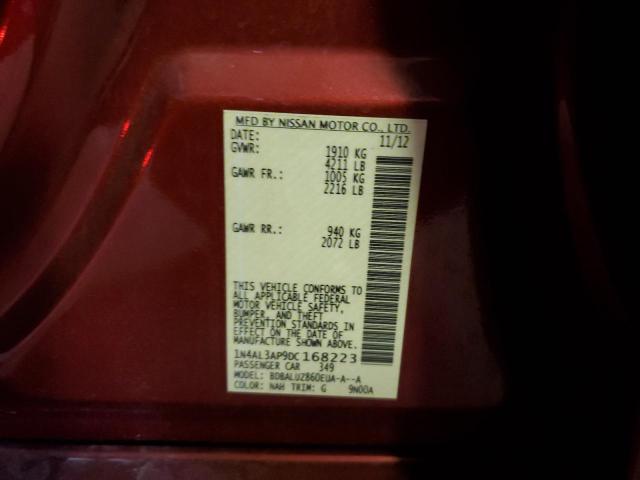 MFD BY NISSAN MOTOR CO., LTD.
DATE: 11/12
GVWR: 1910 KG
4211 LB
GAWR FR.: 1005 KG
2216 LB
GAWR RR.: 940 KG
2072 LB
THIS VEHICLE CONFORMS TO
ALL APPLICABLE FEDERAL
MOTOR VEHICLE SAFETY,
BUMPER, AND THEFT
PREVENTION STANDARDS IN
EFFECT ON THE DATE OF
MANUFACTURE SHOWN ABOVE.
1N4AL3AP9DC168223
PASSENGER CAR 349
MODEL: BDBALUZ860EUA-A--A
COLOR: NAH TRIM: G 9N00A